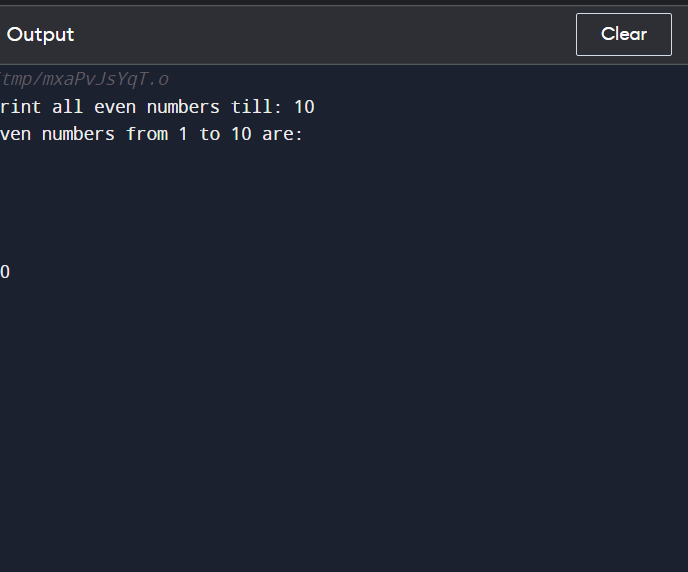 Output
Clear
/tmp/mxaPvJsYqT.o
rint all even numbers till: 10
ven numbers from 1 to 10 are:
0